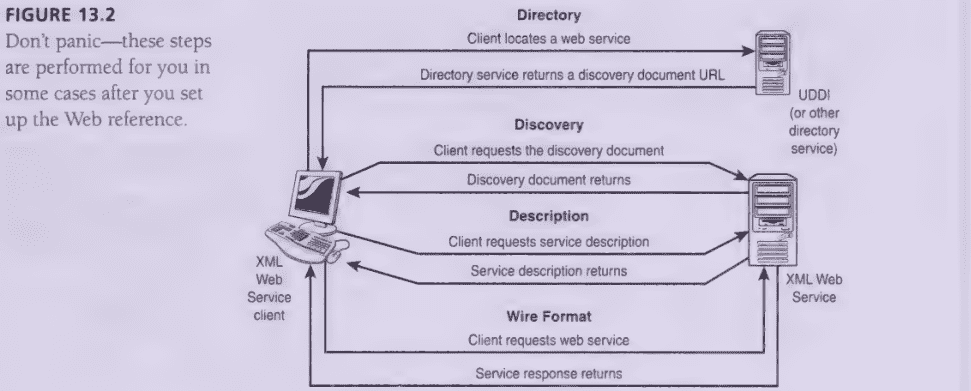 FIGURE 13.2
Don't panic—these steps
are performed for you in
some cases after you set
up the Web reference.
Directory
Client locates a web service
Directory service returns a discovery document URL
UDDI
(or other
directory
service)
Discovery
Client requests the discovery document
Discovery document returns
Description
Client requests service description
Service description returns
XML
Web
Service
client
XML Web
Service
Wire Format
Client requests web service
Service response returns